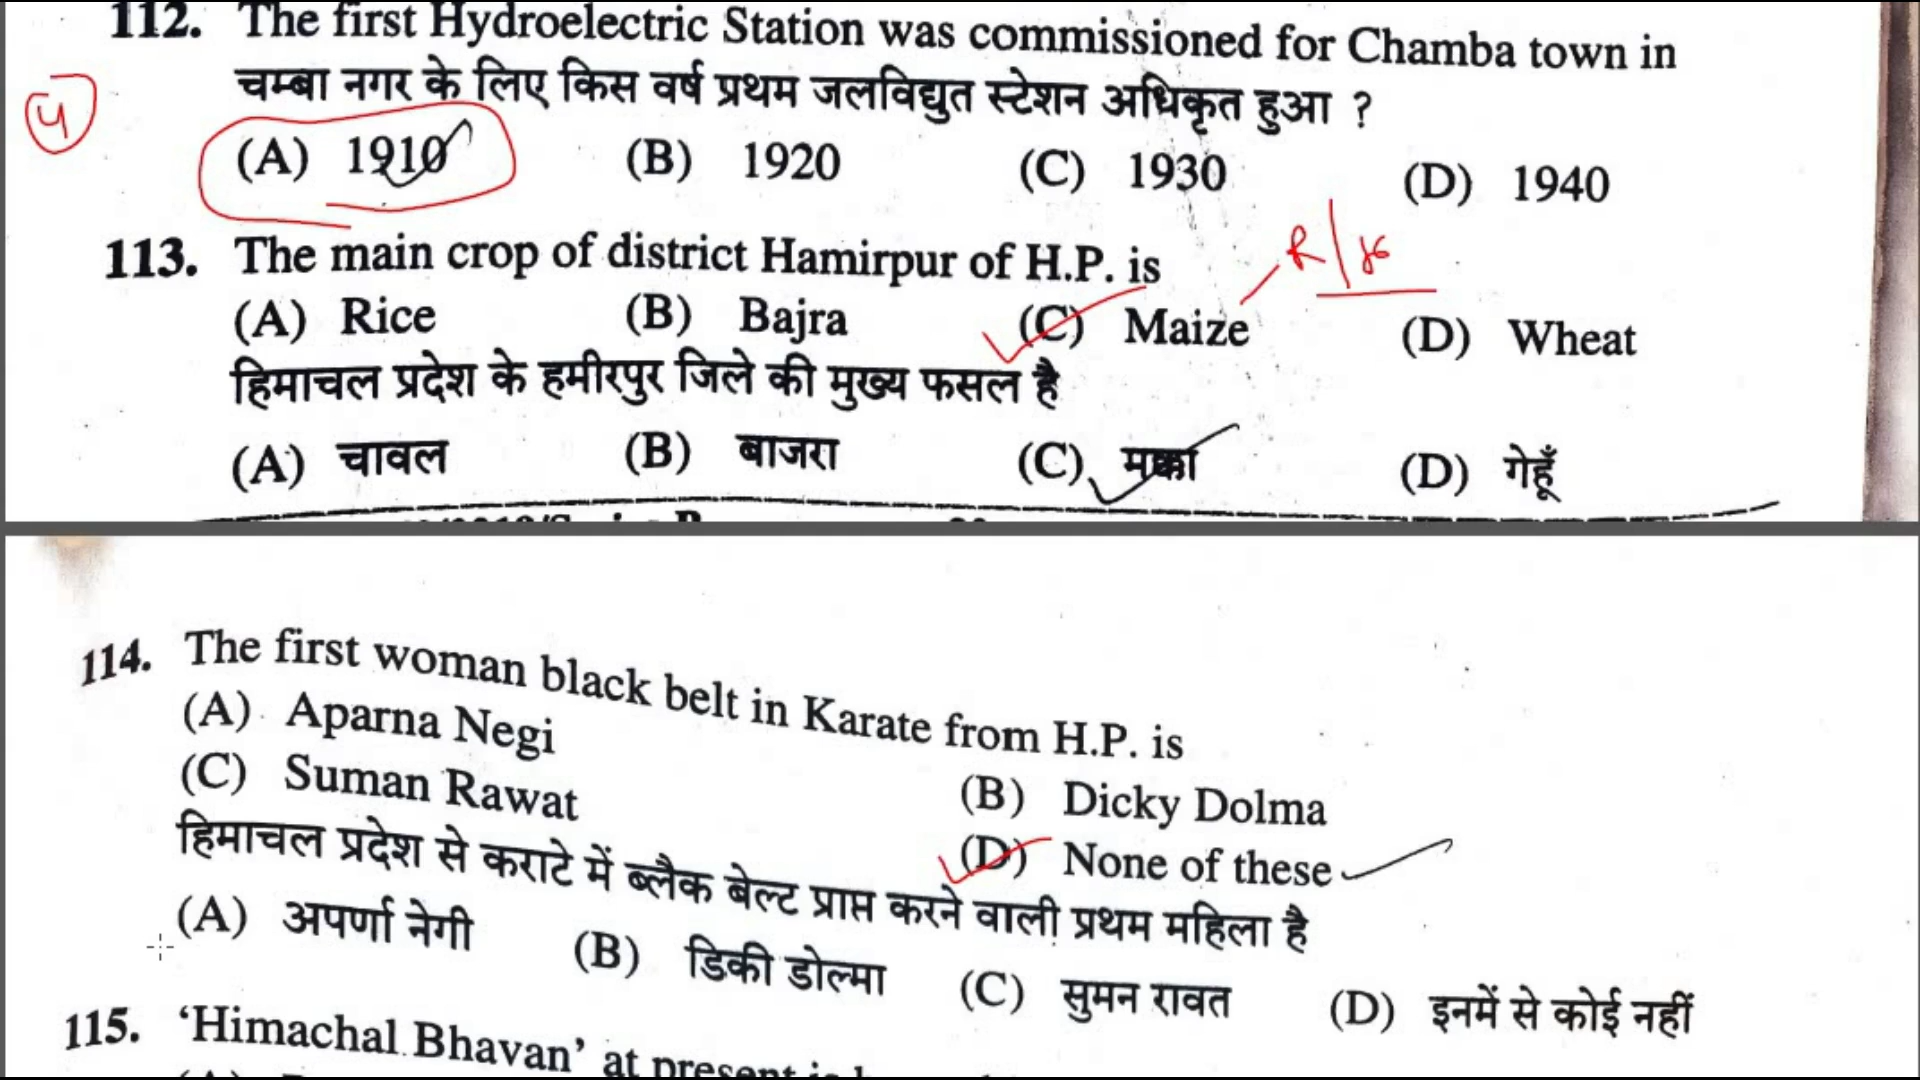 112. The first Hydroelectric Station was commissioned for Chamba town in
चम्बा नगर के लिए किस वर्ष प्रथम जलविद्युत स्टेशन अधिकृत हुआ ?
(A) 1910 (B) 1920 (C) 1930 (D) 1940
113. The main crop of district Hamirpur of H.P. is
(A) Rice (B) Bajra (C) Maize (D) Wheat
हिमाचल प्रदेश के हमीरपुर जिले की मुख्य फसल है
(A) चावल (B) बाजरा (C) मक्का (D) गेहूँ
114. The first woman black belt in Karate from H.P. is
(A) Aparna Negi (B) Dicky Dolma
(C) Suman Rawat (D) None of these
हिमाचल प्रदेश से कराटे में ब्लैक बेल्ट प्राप्त करने वाली प्रथम महिला है
(A) अपर्णा नेगी (B) डिकी डोल्मा (C) सुमन रावत (D) इनमें से कोई नहीं
115. ‘Himachal Bhavan’ at present is